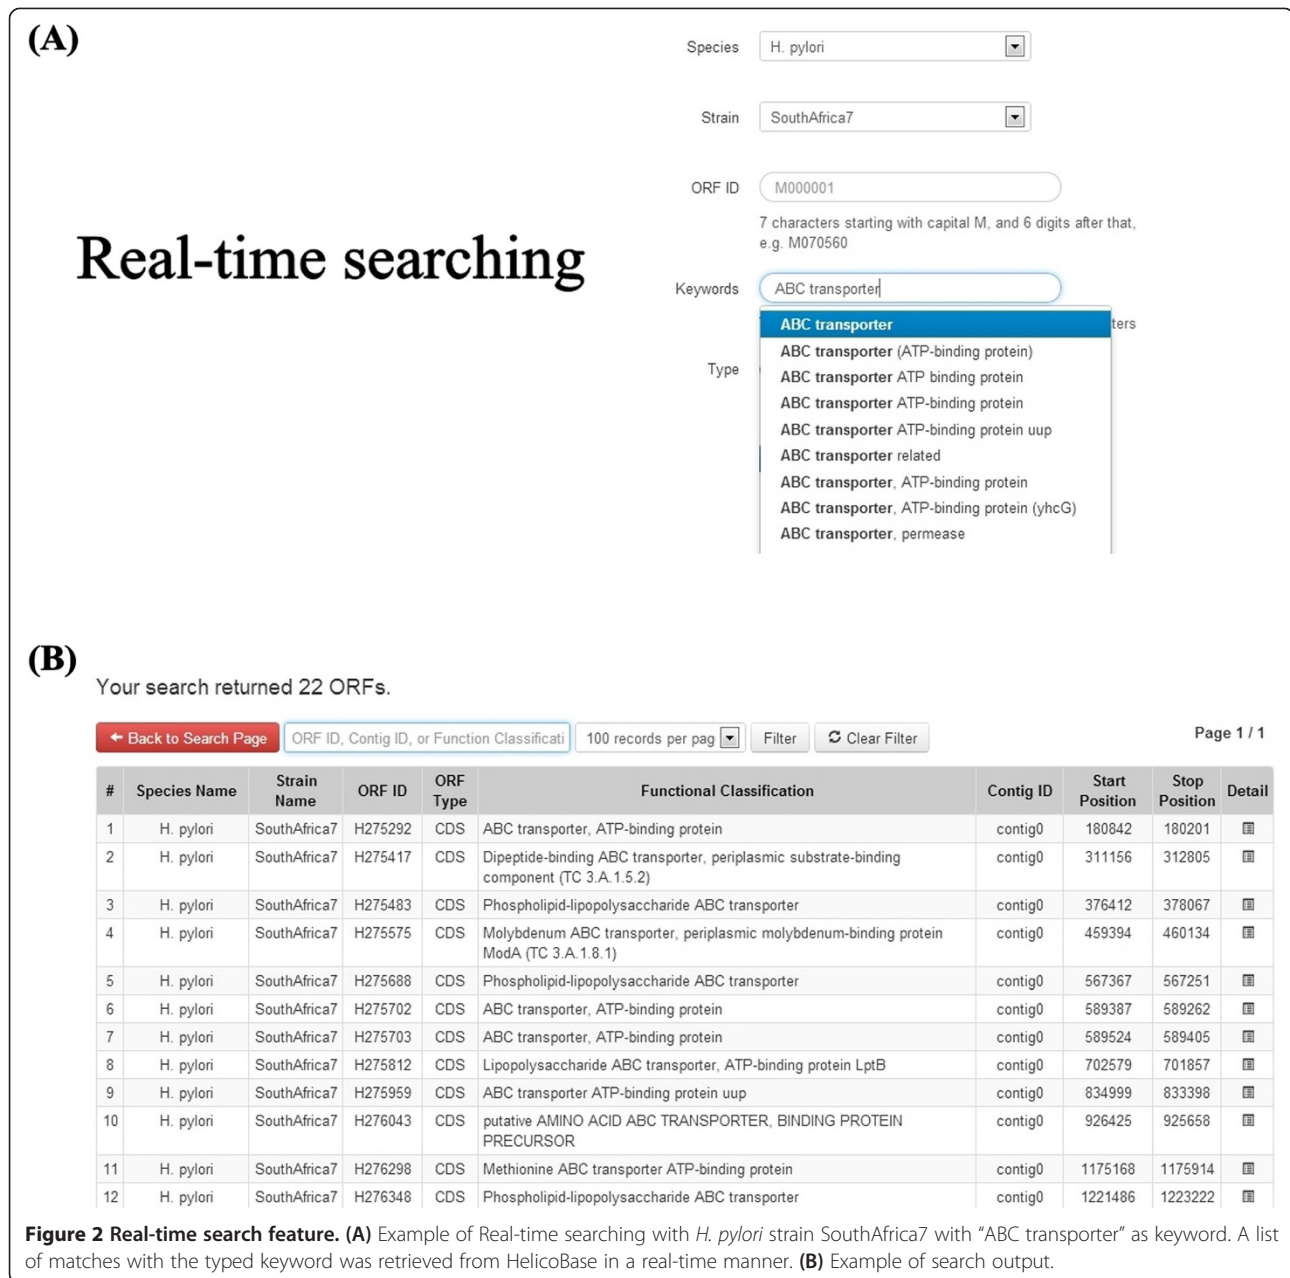 (A)
Species H. pylori
Strain SouthAfrica7
ORF ID M000001
7 characters starting with capital M, and 6 digits after that,
e.g. M070560
Real-time searching
Keywords ABC transporter
ABC transporter
ABC transporter (ATP-binding protein)
Type ABC transporter ATP binding protein
ABC transporter ATP-binding protein
ABC transporter ATP-binding protein uup
ABC transporter related
ABC transporter, ATP-binding protein
ABC transporter, ATP-binding protein (yhcG)
ABC transporter, permease
(B)
Your search returned 22 ORFs.
Back to Search Page ORF ID, Contig ID, or Function Classificati 100 records per pag Filter Clear Filter Page 1 / 1
# Species Name Strain Name ORF ID ORF Type Functional Classification Contig ID Start Position Stop Position Detail
1 H. pylori SouthAfrica7 H275292 CDS ABC transporter, ATP-binding protein contig0 180842 180201
2 H. pylori SouthAfrica7 H275417 CDS Dipeptide-binding ABC transporter, periplasmic substrate-binding contig0 311156 312805
component (TC 3.A.1.5.2)
3 H. pylori SouthAfrica7 H275483 CDS Phospholipid-lipopolysaccharide ABC transporter contig0 376412 378067
4 H. pylori SouthAfrica7 H275575 CDS Molybdenum ABC transporter, periplasmic molybdenum-binding protein contig0 459394 460134
ModA (TC 3.A.1.8.1)
5 H. pylori SouthAfrica7 H275688 CDS Phospholipid-lipopolysaccharide ABC transporter contig0 567367 567251
6 H. pylori SouthAfrica7 H275702 CDS ABC transporter, ATP-binding protein contig0 589387 589262
7 H. pylori SouthAfrica7 H275703 CDS ABC transporter, ATP-binding protein contig0 589524 589405
8 H. pylori SouthAfrica7 H275812 CDS Lipopolysaccharide ABC transporter, ATP-binding protein LptB contig0 702579 701857
9 H. pylori SouthAfrica7 H275959 CDS ABC transporter ATP-binding protein uup contig0 834999 833398
10 H. pylori SouthAfrica7 H276043 CDS putative AMINO ACID ABC TRANSPORTER, BINDING PROTEIN contig0 926425 925658
PRECURSOR
11 H. pylori SouthAfrica7 H276298 CDS Methionine ABC transporter ATP-binding protein contig0 1175168 1175914
12 H. pylori SouthAfrica7 H276348 CDS Phospholipid-lipopolysaccharide ABC transporter contig0 1221486 1223222
Figure 2 Real-time search feature. (A) Example of Real-time searching with H. pylori strain SouthAfrica7 with “ABC transporter” as keyword. A list
of matches with the typed keyword was retrieved from HelicoBase in a real-time manner. (B) Example of search output.